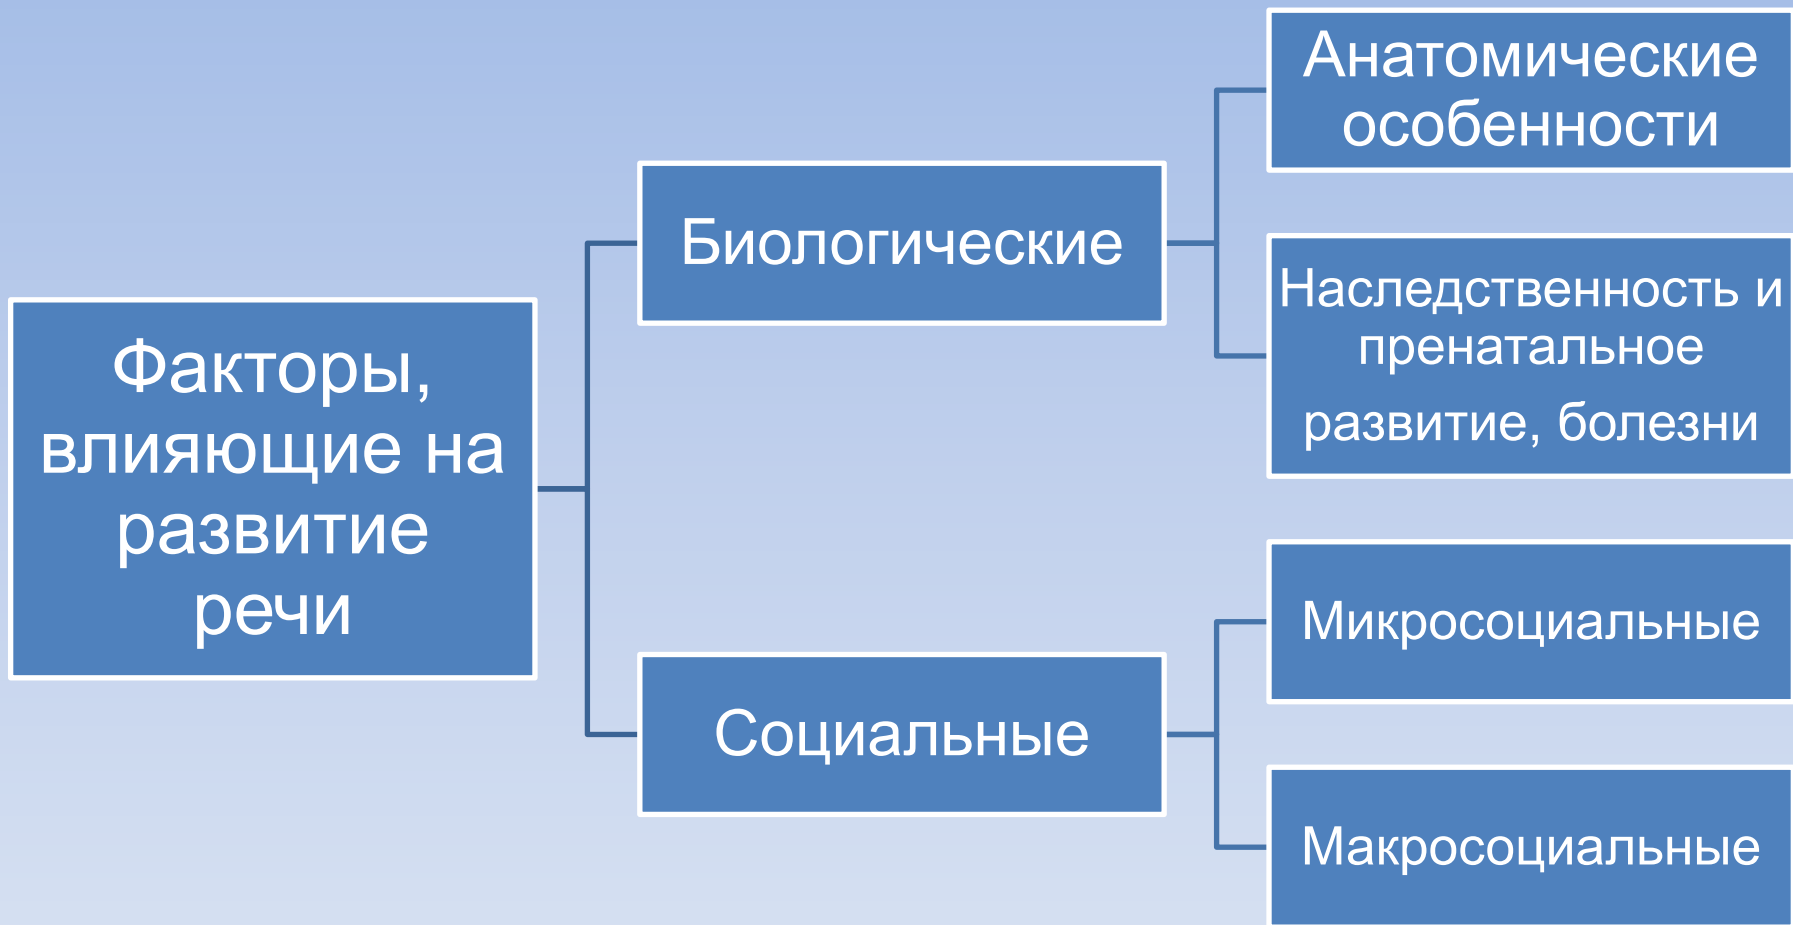 Факторы,
влияющие на
развитие
речи
Биологические
Анатомические
особенности
Наследственность и
пренатальное
развитие, болезни
Социальные
Микросоциальные
Макросоциальные